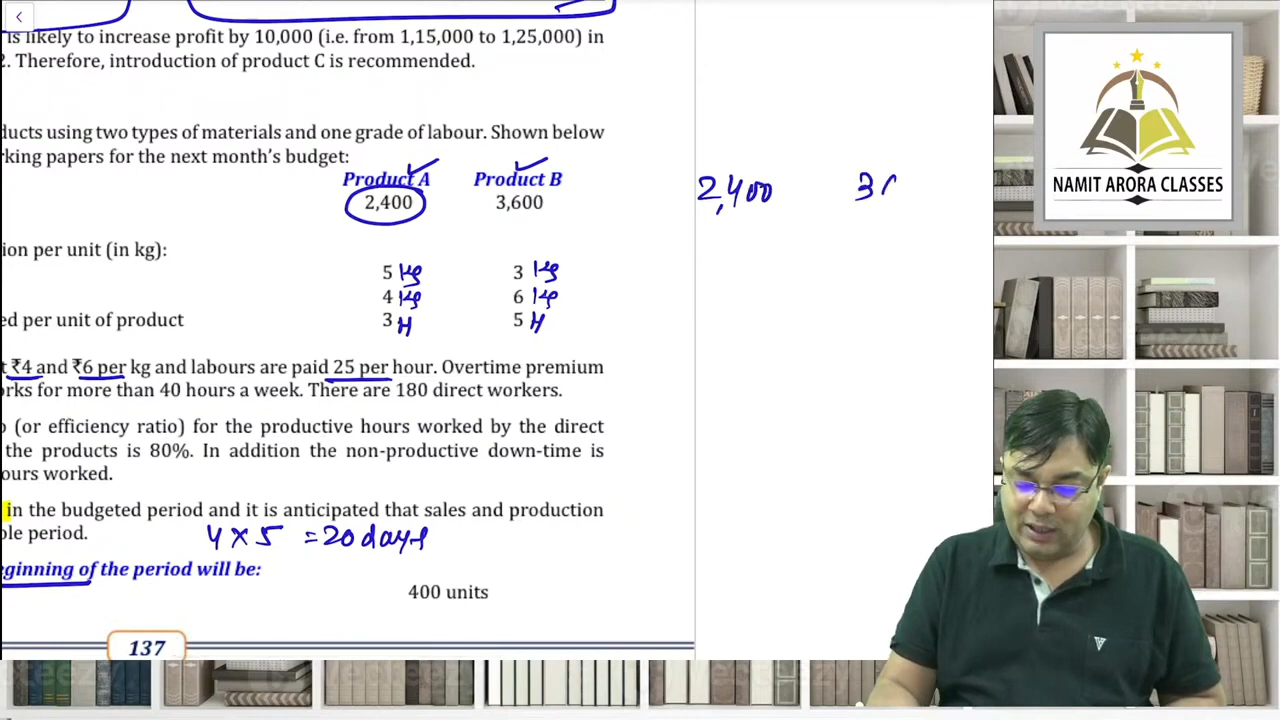 is likely to increase profit by 10,000 (i.e. from 1,15,000 to 1,25,000) in
2. Therefore, introduction of product C is recommended.
ducts using two types of materials and one grade of labour. Shown below
rking papers for the next month's budget:
Product A Product B
2,400 3,600
2,400 3
ion per unit (in kg):
5 kg 3 kg
4 kg 6 kg
ed per unit of product 3 H 5 H
t ₹4 and ₹6 per kg and labours are paid 25 per hour. Overtime premium
rks for more than 40 hours a week. There are 180 direct workers.
o (or efficiency ratio) for the productive hours worked by the direct
the products is 80%. In addition the non-productive down-time is
ours worked.
in the budgeted period and it is anticipated that sales and production
ole period.
4 × 5 = 20 days
eginning of the period will be:
400 units
137
NAMIT ARORA CLASSES